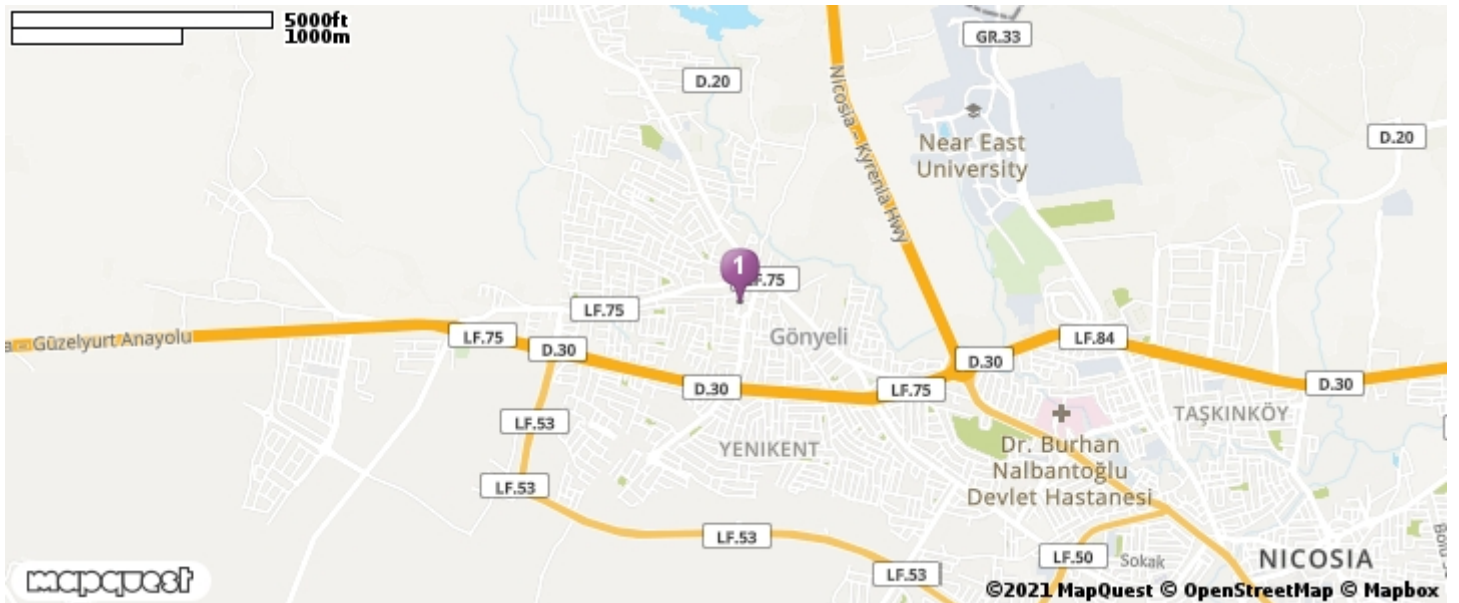 5000ft
1000m
GR.33
D.20
Nicosia - Kyrenia Hwy
Near East
University
D.20
1
LF.75
LF.75
Gönyeli
a - Güzelyurt Anayolu
LF.75
D.30
D.30
LF.84
D.30
LF.75
D.30
LF.53
YENIKENT
TAŞKINKÖY
Dr. Burhan
Nalbantoğlu
Devlet Hastanesi
LF.53
LF.53
LF.50
Sokak
NICOSIA
LF.53
mapquest
©2021 MapQuest © OpenStreetMap © Mapbox